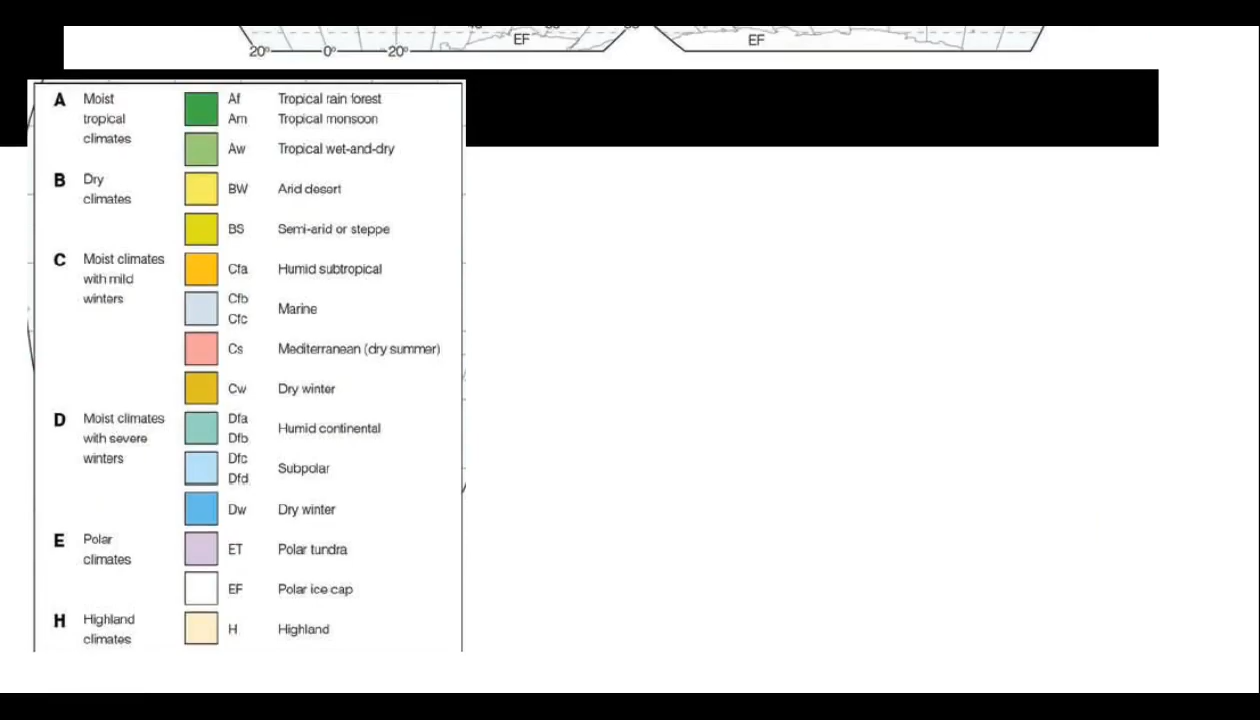 EF EF
20° 0° 20°
A Moist tropical climates
Af Tropical rain forest
Am Tropical monsoon
Aw Tropical wet-and-dry
B Dry climates
BW Arid desert
BS Semi-arid or steppe
C Moist climates with mild winters
Cfa Humid subtropical
Cfb
Cfc Marine
Cs Mediterranean (dry summer)
Cw Dry winter
D Moist climates with severe winters
Dfa
Dfb Humid continental
Dfc
Dfd Subpolar
Dw Dry winter
E Polar climates
ET Polar tundra
EF Polar ice cap
H Highland climates
H Highland